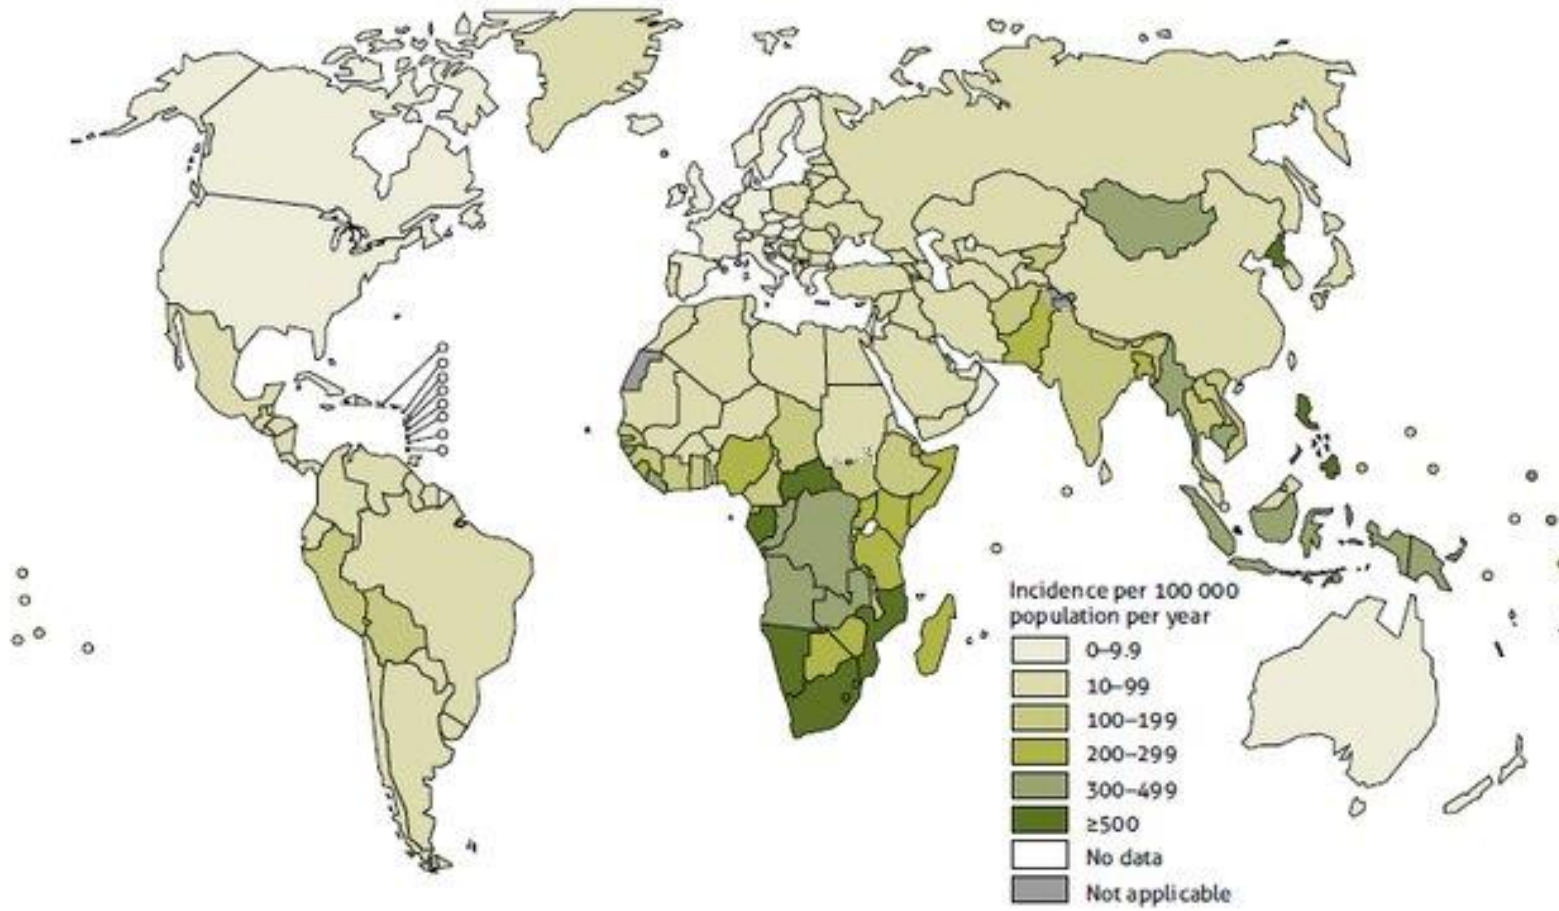 Incidence per 100 000
population per year
0–9.9
10–99
100–199
200–299
300–499
≥500
No data
Not applicable